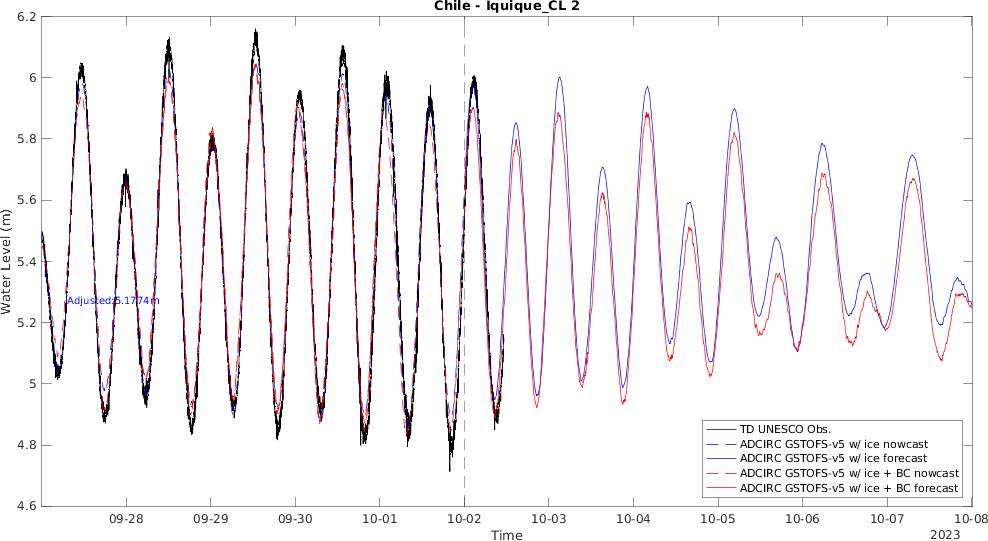 Chile - Iquique_CL 2
Water Level (m)
6.2
6
5.8
5.6
5.4
5.2
5
4.8
4.6
Adjusted:5.1774m
TD UNESCO Obs.
ADCIRC GSTOFS-v5 w/ ice nowcast
ADCIRC GSTOFS-v5 w/ ice forecast
ADCIRC GSTOFS-v5 w/ ice + BC nowcast
ADCIRC GSTOFS-v5 w/ ice + BC forecast
09-28 09-29 09-30 10-01 10-02 10-03 10-04 10-05 10-06 10-07 10-08
Time
2023